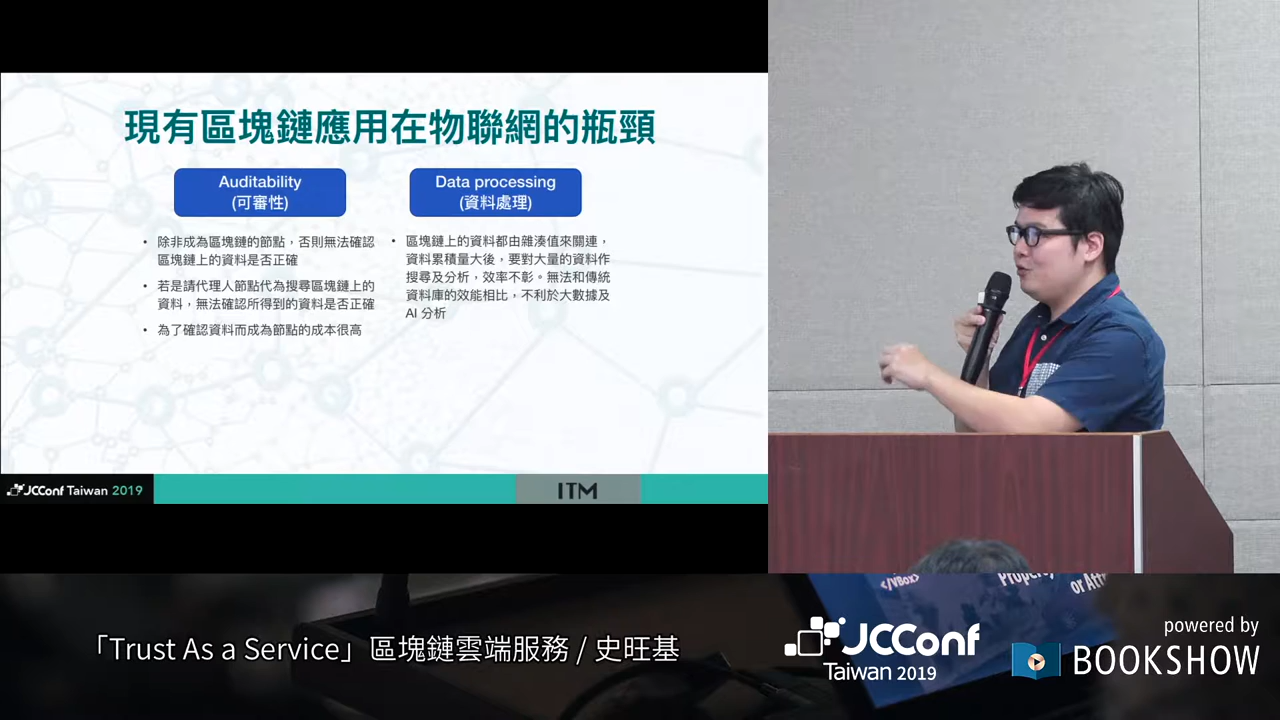 現有區塊鏈應用在物聯網的瓶頸
Auditability
(可審性)
• 除非成為區塊鏈的節點，否則無法確認
區塊鏈上的資料是否正確
• 若是請代理人節點代為搜尋區塊鏈上的
資料，無法確認所得到的資料是否正確
• 為了確認資料而成為節點的成本很高
Data processing
(資料處理)
• 區塊鏈上的資料都由雜湊值來關連，
資料累積量大後，要對大量的資料作
搜尋及分析，效率不彰。無法和傳統
資料庫的效能相比，不利於大數據及
AI 分析
JCConf Taiwan 2019
ITM
</VBox>
or
「Trust As a Service」區塊鏈雲端服務 / 史旺基
JCConf
Taiwan 2019
powered by
BOOKSHOW